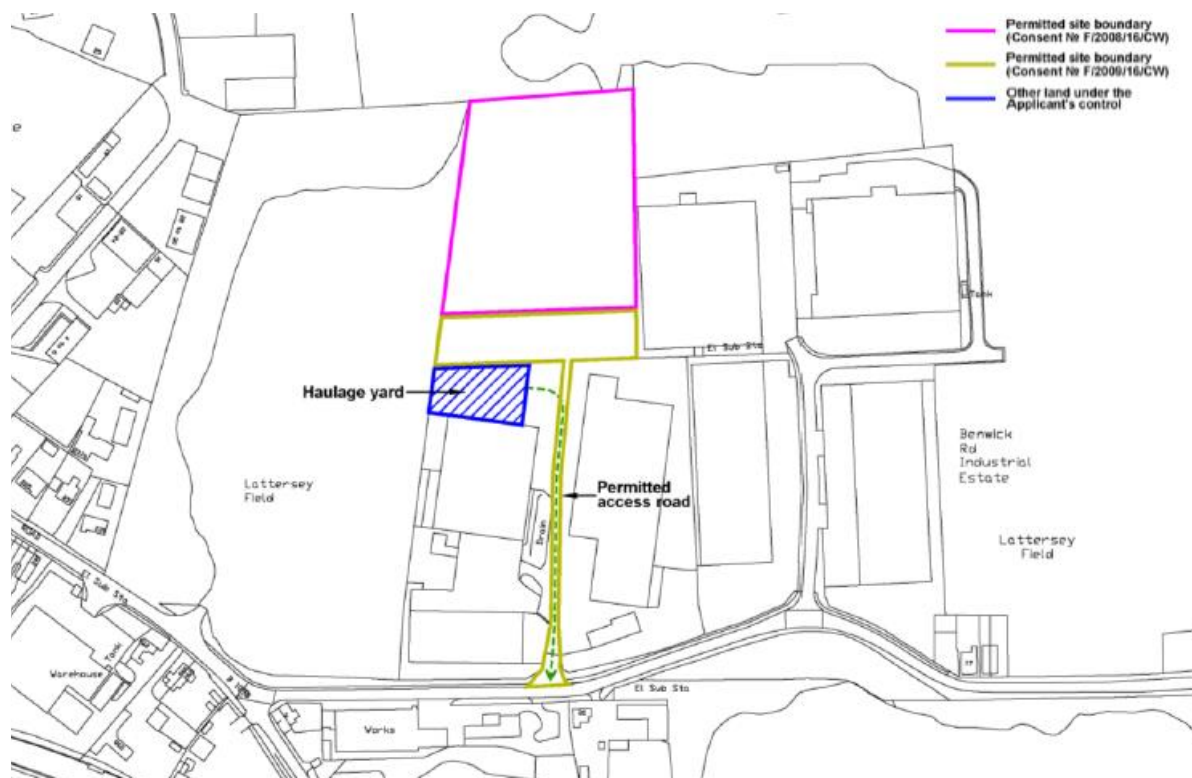 Permitted site boundary
(Consent № F/2008/16/CW)
Permitted site boundary
(Consent № F/2009/16/CW)
Other land under the
Applicant's control
Tank
El Sub Sta
Haulage yard
Benwick
Rd
Industrial
Estate
Lattersey
Field
Permitted
access road
Drain
Lattersey
Field
El Sub Sta
Tank
Warehouse
El Sub Sta
Works